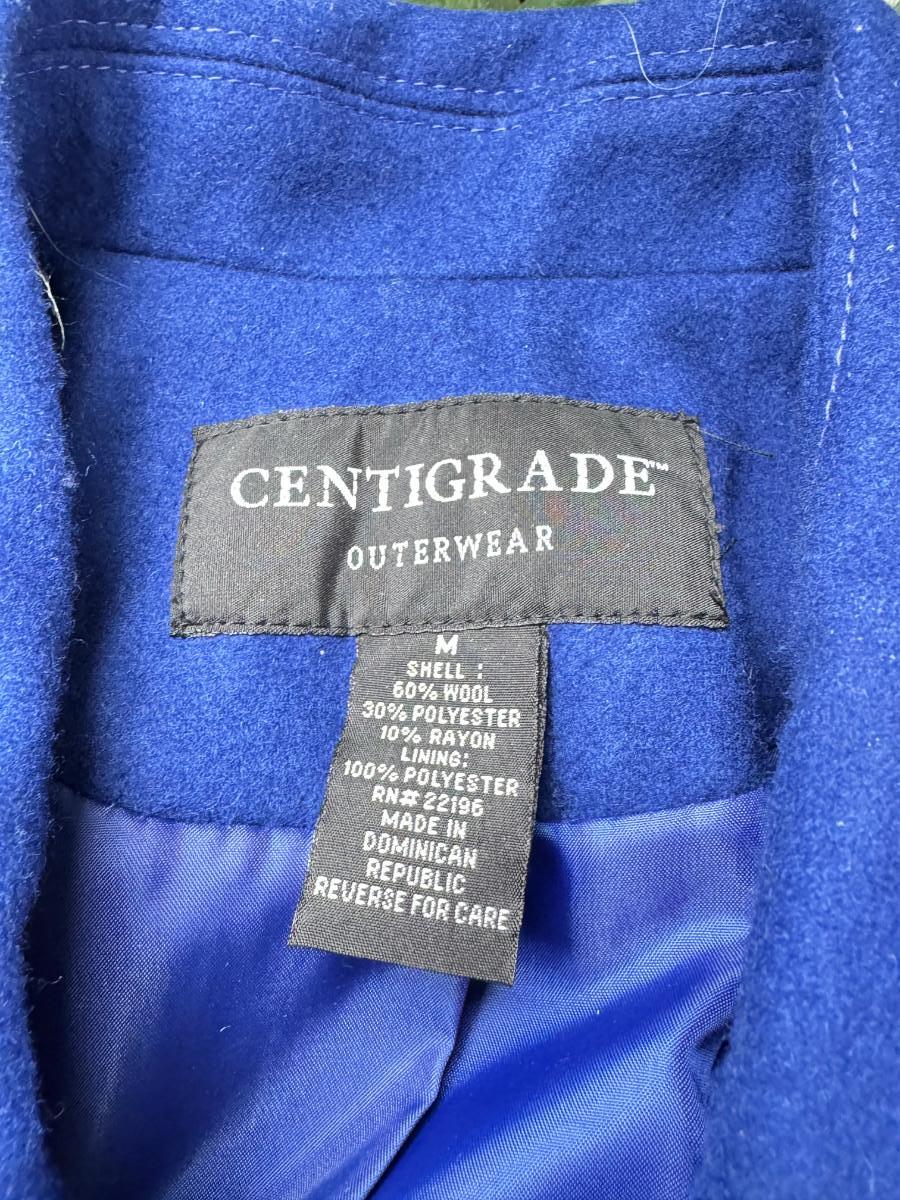 CENTIGRADE™
OUTERWEAR
M
SHELL :
60% WOOL
30% POLYESTER
10% RAYON
LINING:
100% POLYESTER
RN# 22196
MADE IN
DOMINICAN
REPUBLIC
REVERSE FOR CARE